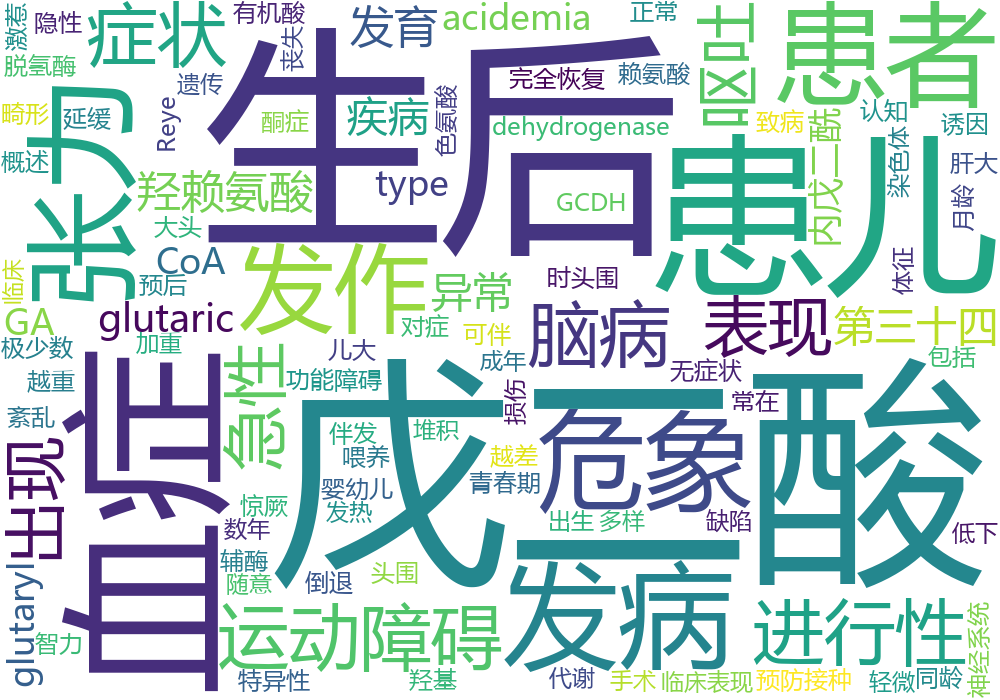 激惹
隐性
有机酸
症状
丧失
发育
acidemia
正常
呕吐
患者
脱氢酶
遗传
生后
完全恢复
赖氨酸
畸形
延缓
Reye
酮症
疾病
色氨酸
dehydrogenase
致病
认知
诱因
张力
概述
羟赖氨酸
type
GCDH
患儿
内戊二酰
染色体
肝大
月龄
大头
CoA
发作
异常
时头围
体征
临床
预后
GA
glutaric
对症
可伴
脑病
表现
第三十四
极少数
加重
儿大
成年
无症状
包括
越重
血症
急性
功能障碍
戊二酸
损伤
危象
常在
紊乱
伴发
堆积
出现
喂养
越差
青春期
惊厥
婴幼儿
发热
数年
出生
多样
缺陷
低下
glutaryl
辅酶
头围
发病
随意
倒退
智力
运动障碍
进行性
神经系统
特异性
羟基
代谢
手术
临床表现
预防接种
轻微
同龄